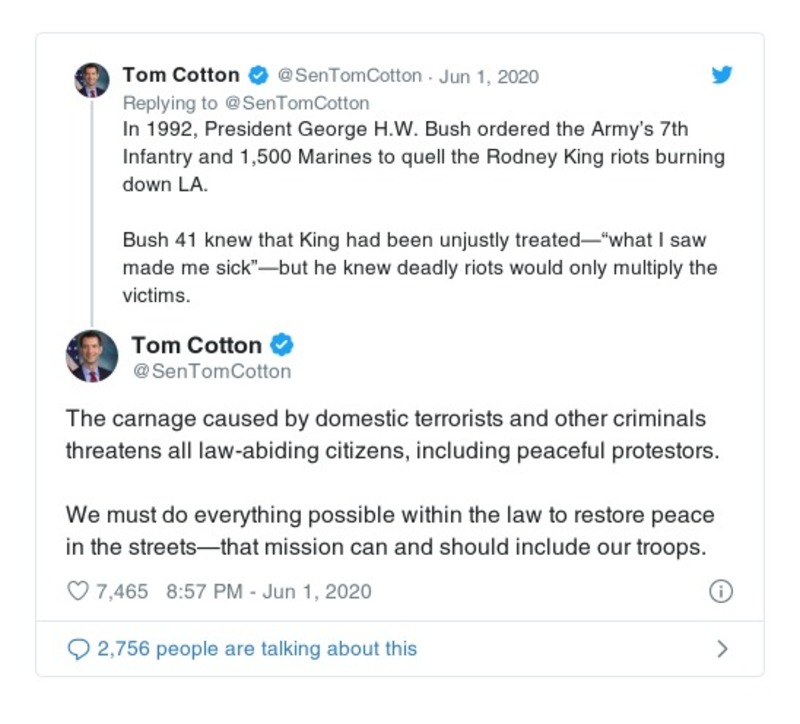 Tom Cotton @SenTomCotton · Jun 1, 2020
Replying to @SenTomCotton
In 1992, President George H.W. Bush ordered the Army’s 7th
Infantry and 1,500 Marines to quell the Rodney King riots burning
down LA.
Bush 41 knew that King had been unjustly treated—“what I saw
made me sick”—but he knew deadly riots would only multiply the
victims.
Tom Cotton
@SenTomCotton
The carnage caused by domestic terrorists and other criminals
threatens all law-abiding citizens, including peaceful protestors.
We must do everything possible within the law to restore peace
in the streets—that mission can and should include our troops.
7,465 8:57 PM - Jun 1, 2020
2,756 people are talking about this